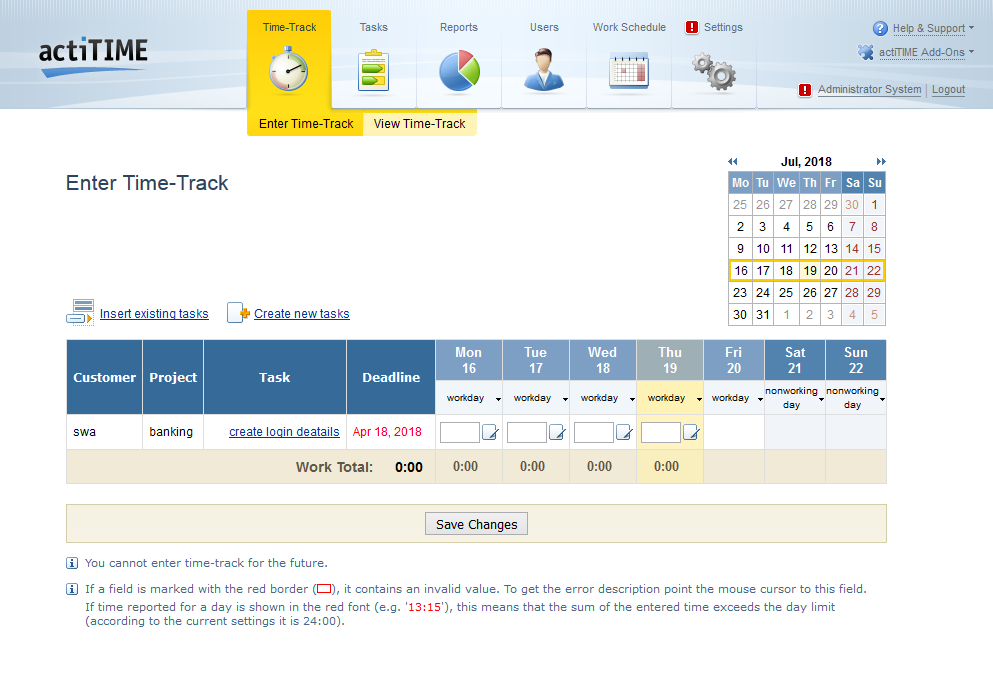 actiTIME
Time-Track
Tasks
Reports
Users
Work Schedule
Settings
Help & Support
actiTIME Add-Ons
Administrator System | Logout
Enter Time-Track
View Time-Track
Enter Time-Track
Jul, 2018
Mo Tu We Th Fr Sa Su
25 26 27 28 29 30 1
2 3 4 5 6 7 8
9 10 11 12 13 14 15
16 17 18 19 20 21 22
23 24 25 26 27 28 29
30 31 1 2 3 4 5
Insert existing tasks
Create new tasks
Customer Project Task Deadline
Mon 16
Tue 17
Wed 18
Thu 19
Fri 20
Sat 21
Sun 22
workday workday workday workday workday nonworking day nonworking day
swa banking create login deatails Apr 18, 2018
Work Total: 0:00 0:00 0:00 0:00 0:00
Save Changes
You cannot enter time-track for the future.
If a field is marked with the red border ( ), it contains an invalid value. To get the error description point the mouse cursor to this field.
If time reported for a day is shown in the red font (e.g. '13:15'), this means that the sum of the entered time exceeds the day limit
(according to the current settings it is 24:00).